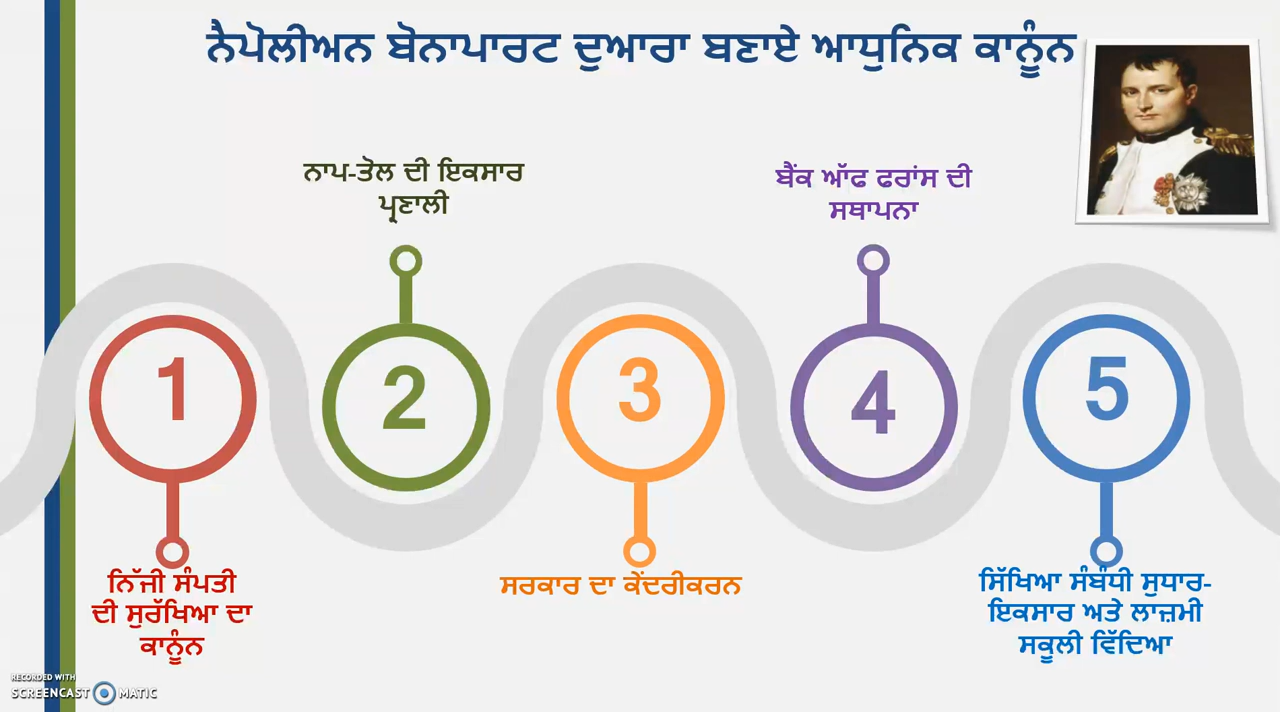 ਨੈਪੋਲੀਅਨ ਬੋਨਾਪਾਰਟ ਦੁਆਰਾ ਬਣਾਏ ਆਧੁਨਿਕ ਕਾਨੂੰਨ
1
ਨਿੱਜੀ ਸੰਪਤੀ
ਦੀ ਸੁਰੱਖਿਆ ਦਾ
ਕਾਨੂੰਨ
ਨਾਪ-ਤੋਲ ਦੀ ਇਕਸਾਰ
ਪ੍ਰਣਾਲੀ
2
3
ਸਰਕਾਰ ਦਾ ਕੇਂਦਰੀਕਰਨ
ਬੈਂਕ ਆੱਫ ਫਰਾਂਸ ਦੀ
ਸਥਾਪਨਾ
4
5
ਸਿੱਖਿਆ ਸੰਬੰਧੀ ਸੁਧਾਰ-
ਇਕਸਾਰ ਅਤੇ ਲਾਜ਼ਮੀ
ਸਕੂਲੀ ਵਿੱਦਿਆ
RECORDED WITH
SCREENCAST MATIC